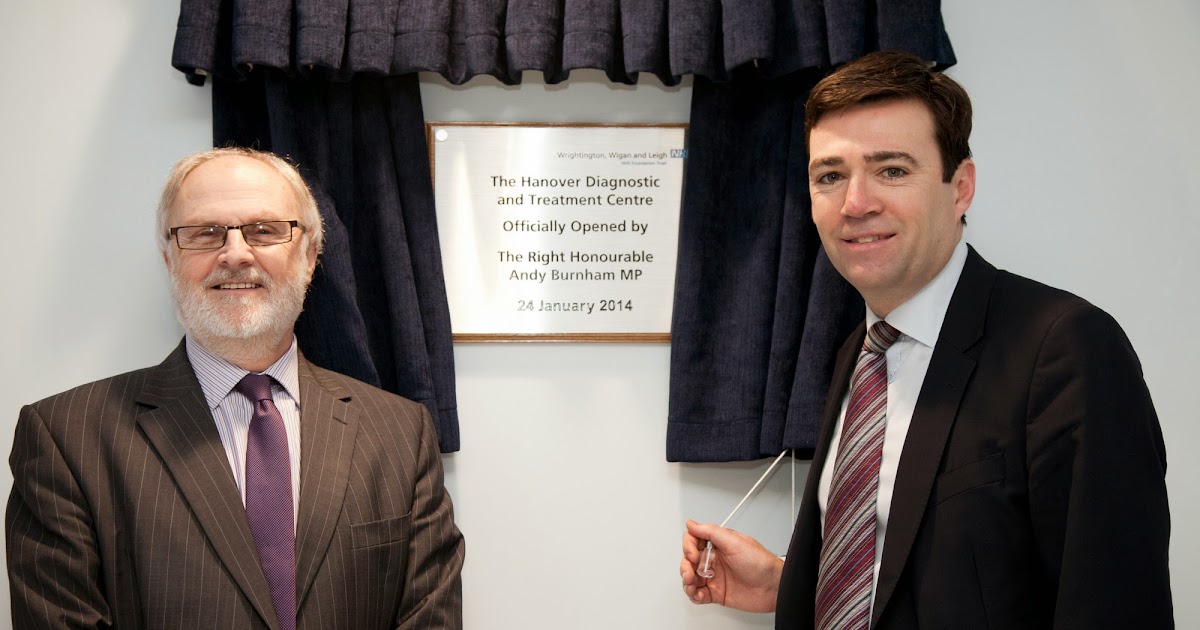 Wrightington, Wigan and Leigh NHS
NHS Foundation Trust
The Hanover Diagnostic
and Treatment Centre
Officially Opened by
The Right Honourable
Andy Burnham MP
24 January 2014